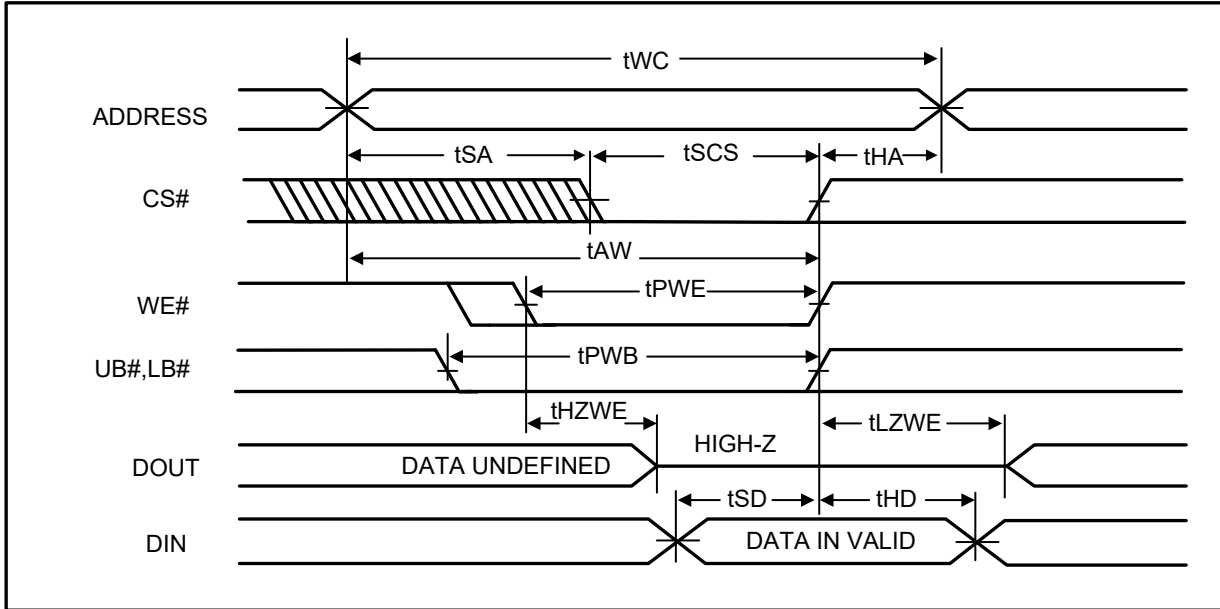 tWC
ADDRESS
tSA
tSCS
tHA
CS#
tAW
WE#
tPWE
UB#,LB#
tPWB
tHZWE
tLZWE
DOUT
DATA UNDEFINED
HIGH-Z
tSD
tHD
DIN
DATA IN VALID